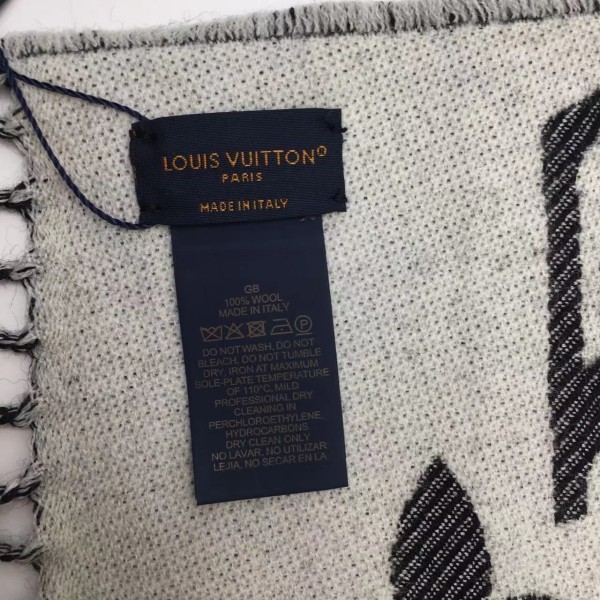 LOUIS VUITTON
PARIS
MADE IN ITALY
GB
100% WOOL
MADE IN ITALY
P
DO NOT WASH, DO NOT
BLEACH, DO NOT TUMBLE
DRY, IRON AT MAXIMUM
SOLE-PLATE TEMPERATURE
OF 110°C, MILD
PROFESSIONAL DRY
CLEANING IN
PERCHLOROETHYLENE,
HYDROCARBONS
DRY CLEAN ONLY
NO LAVAR, NO UTILIZAR
LEJIA, NO SECAR EN LA